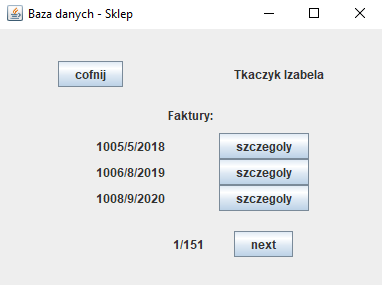 Baza danych - Sklep
cofnij Tkaczyk Izabela
Faktury:
1005/5/2018 szczegoly
1006/8/2019 szczegoly
1008/9/2020 szczegoly
1/151 next